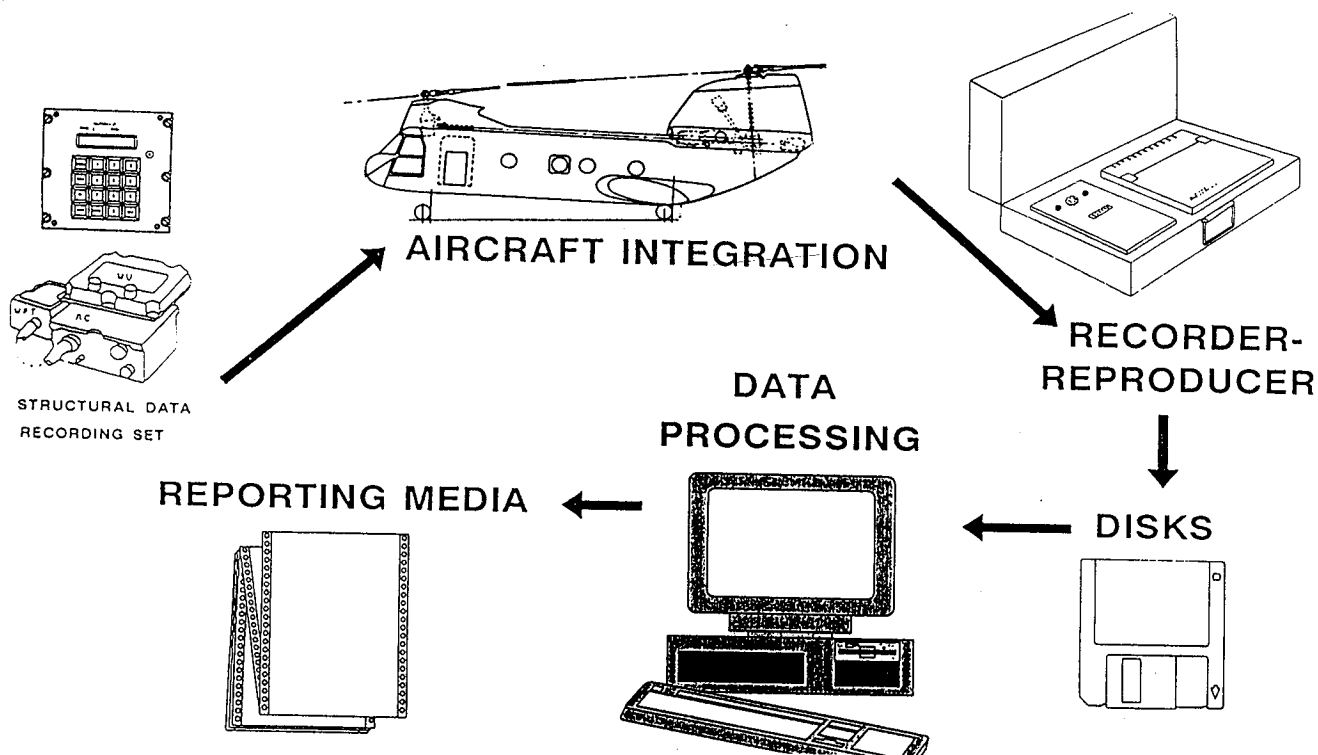 AIRCRAFT INTEGRATION
STRUCTURAL DATA
RECORDING SET
RECORDER-
REPRODUCER
DATA
PROCESSING
REPORTING MEDIA
DISKS